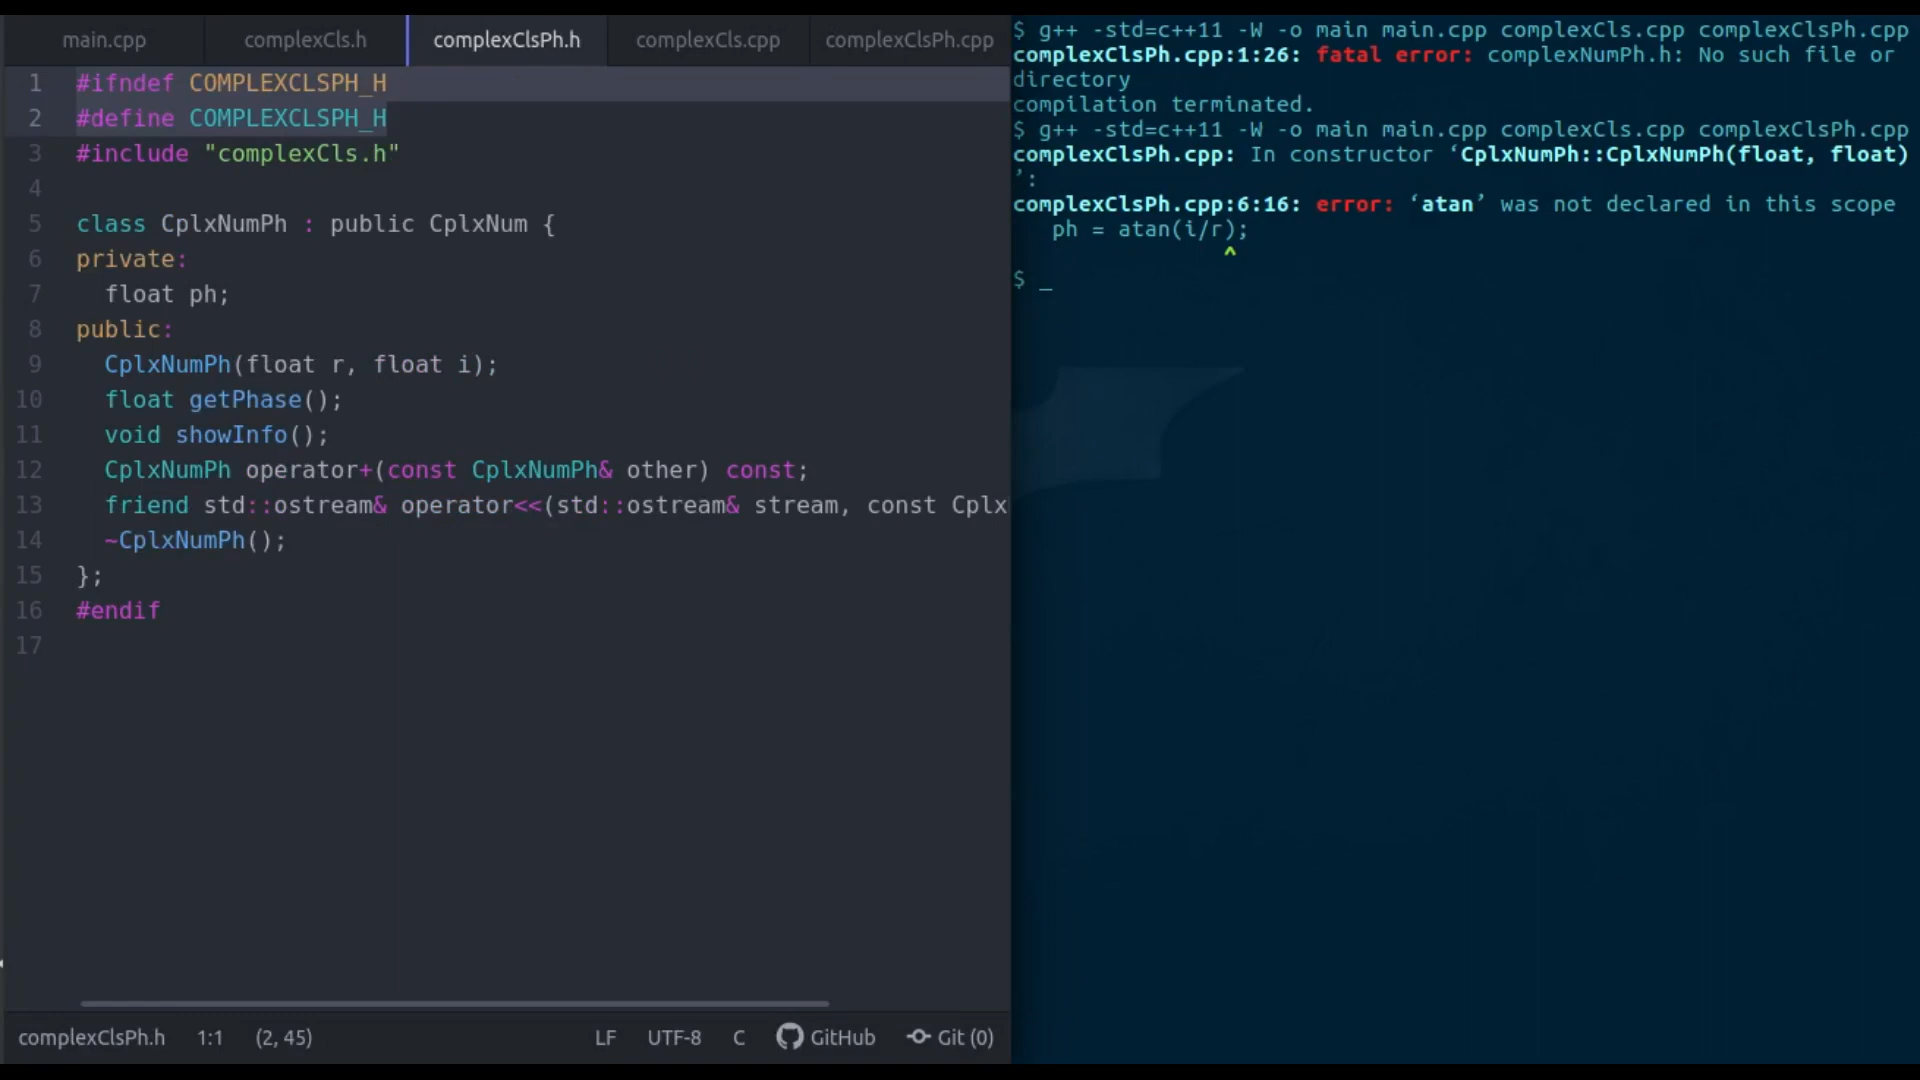 main.cpp complexCls.h complexClsPh.h complexCls.cpp complexClsPh.cpp
1 #ifndef COMPLEXCLSPH_H
2 #define COMPLEXCLSPH_H
3 #include "complexCls.h"
4
5 class CplxNumPh : public CplxNum {
6 private:
7 float ph;
8 public:
9 CplxNumPh(float r, float i);
10 float getPhase();
11 void showInfo();
12 CplxNumPh operator+(const CplxNumPh& other) const;
13 friend std::ostream& operator<<(std::ostream& stream, const Cplx
14 ~CplxNumPh();
15 };
16 #endif
17
complexClsPh.h 1:1 (2, 45) LF UTF-8 C GitHub Git (0)
$ g++ -std=c++11 -W -o main main.cpp complexCls.cpp complexClsPh.cpp
complexClsPh.cpp:1:26: fatal error: complexNumPh.h: No such file or
directory
compilation terminated.
$ g++ -std=c++11 -W -o main main.cpp complexCls.cpp complexClsPh.cpp
complexClsPh.cpp: In constructor ‘CplxNumPh::CplxNumPh(float, float)
’:
complexClsPh.cpp:6:16: error: ‘atan’ was not declared in this scope
ph = atan(i/r);
^
$ _